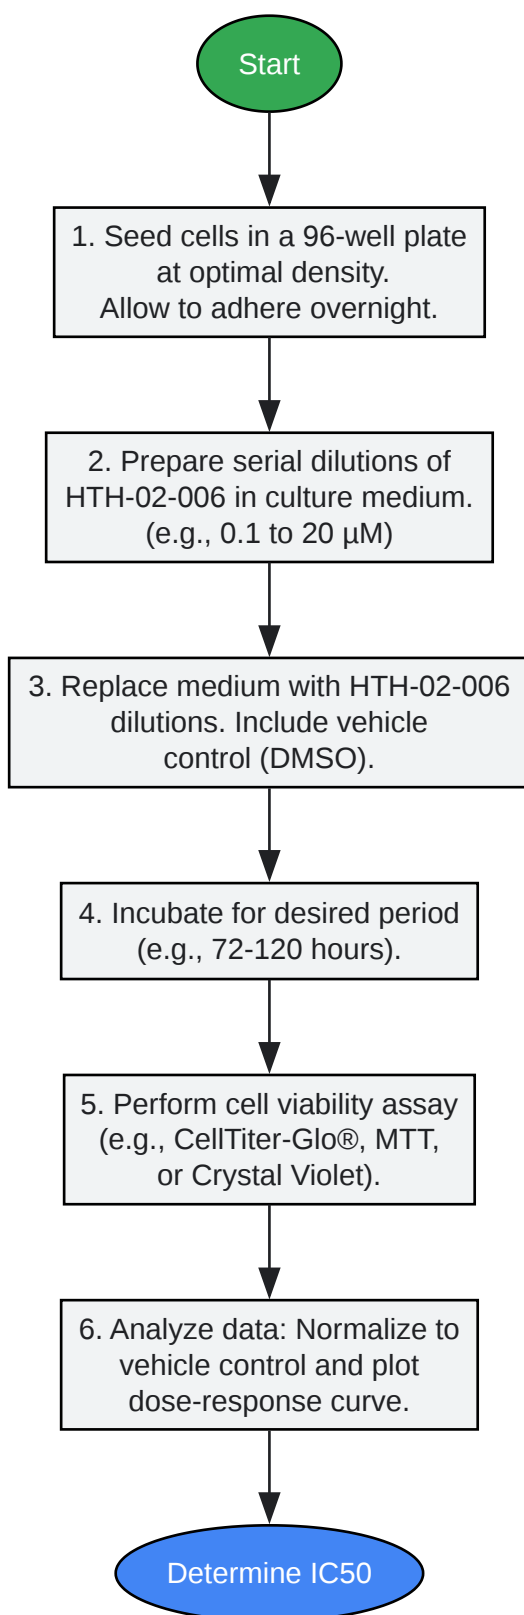 Start
1. Seed cells in a 96-well plate
at optimal density.
Allow to adhere overnight.
2. Prepare serial dilutions of
HTH-02-006 in culture medium.
(e.g., 0.1 to 20 µM)
3. Replace medium with HTH-02-006
dilutions. Include vehicle
control (DMSO).
4. Incubate for desired period
(e.g., 72-120 hours).
5. Perform cell viability assay
(e.g., CellTiter-Glo®, MTT,
or Crystal Violet).
6. Analyze data: Normalize to
vehicle control and plot
dose-response curve.
Determine IC50